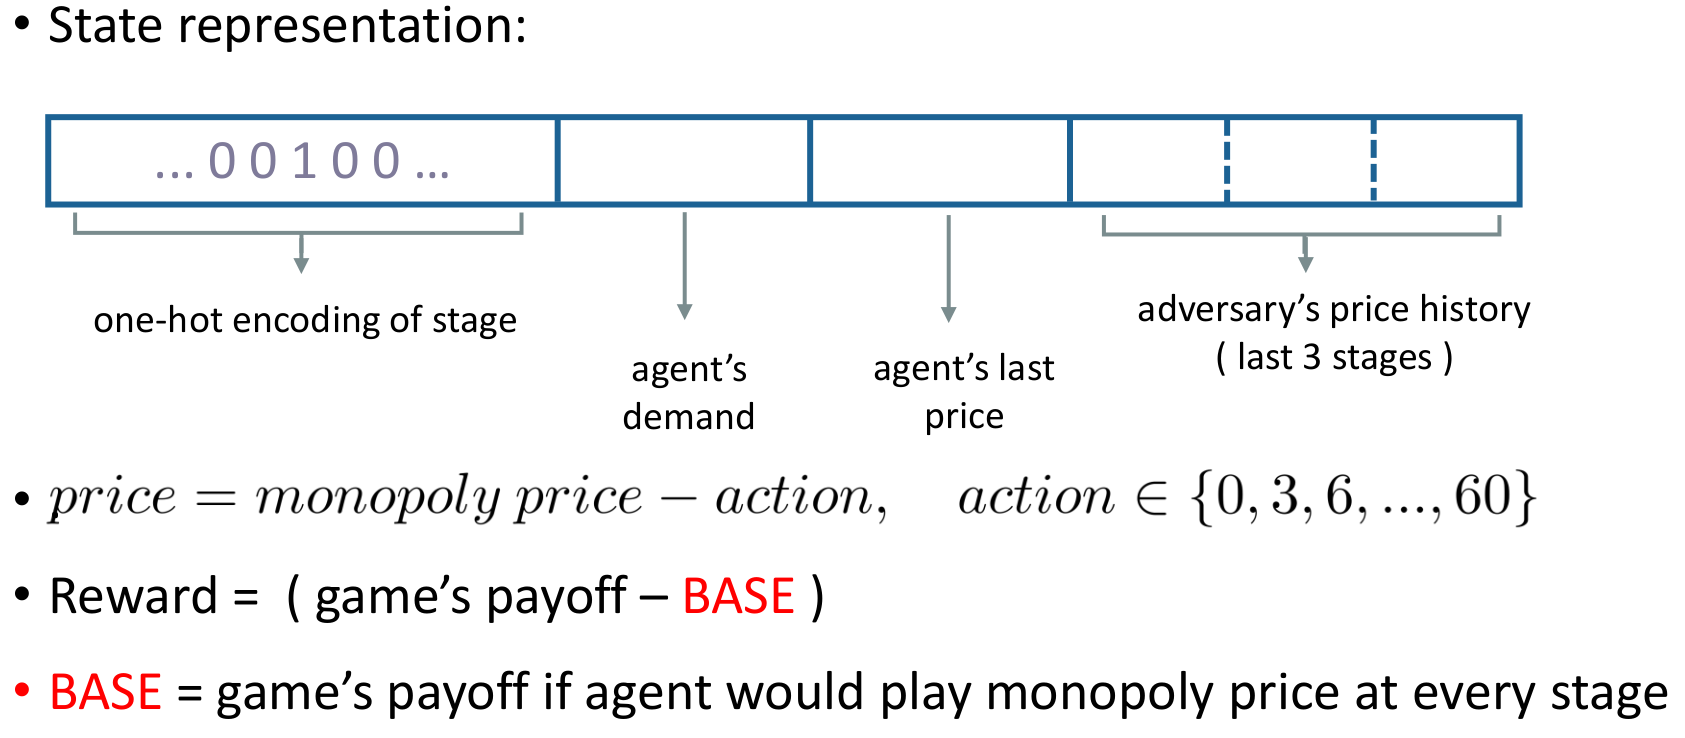 • State representation:
... 0 0 1 0 0 ...
one-hot encoding of stage
agent's
demand
agent's last
price
adversary's price history
( last 3 stages )
• price = monopoly price − action, action ∈ {0, 3, 6, ..., 60}
• Reward = ( game's payoff – BASE )
• BASE = game's payoff if agent would play monopoly price at every stage